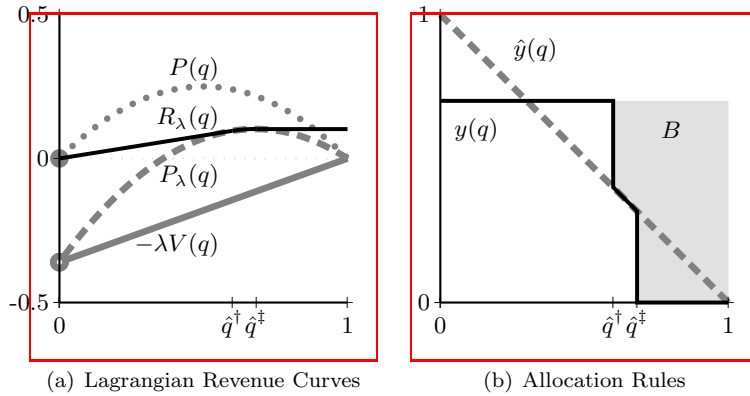 0.5
P(q)
R_λ(q)
0
P_λ(q)
−λV(q)
-0.5
0 q̂† q̂‡ 1
(a) Lagrangian Revenue Curves
1
ŷ(q)
y(q) B
0
0 q̂† q̂‡ 1
(b) Allocation Rules